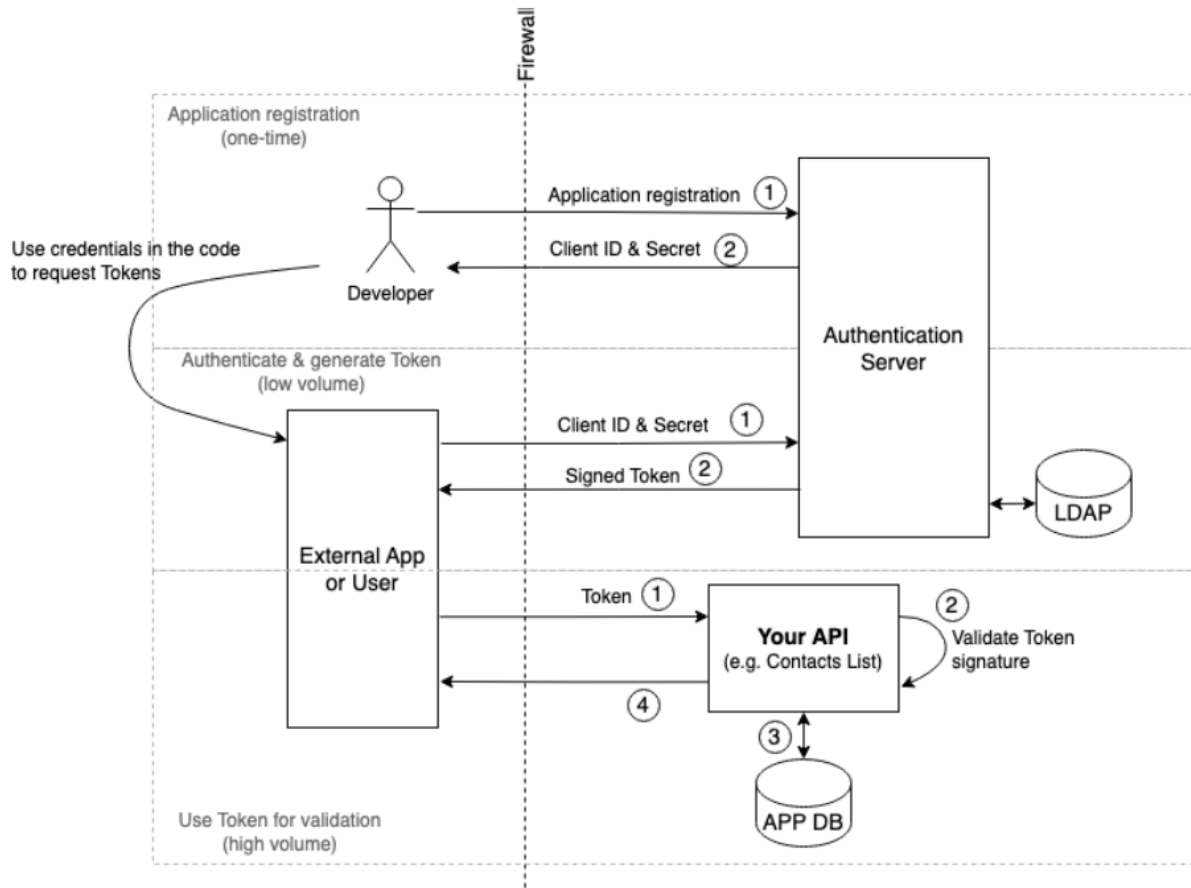 Firewall
Application registration
(one-time)
Application registration 1
Use credentials in the code
to request Tokens
Client ID & Secret 2
Developer
Authentication
Server
Authenticate & generate Token
(low volume)
Client ID & Secret 1
Signed Token 2
LDAP
External App
or User
Token 1
2
Your API
(e.g. Contacts List)
Validate Token
signature
4
3
APP DB
Use Token for validation
(high volume)